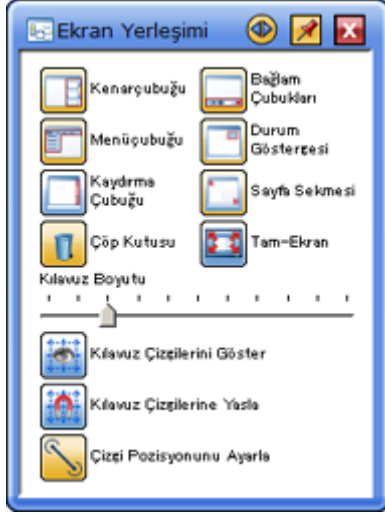 Ekran Yerleşimi
Kenarçubuğu
Bağlam
Çubukları
Menüçubuğu
Durum
Göstergesi
Kaydırma
Çubuğu
Sayfa Sekmesi
Çöp Kutusu
Tam-Ekran
Kılavuz Boyutu
Kılavuz Çizgilerini Göster
Kılavuz Çizgilerine Yasla
Çizgi Pozisyonunu Ayarla